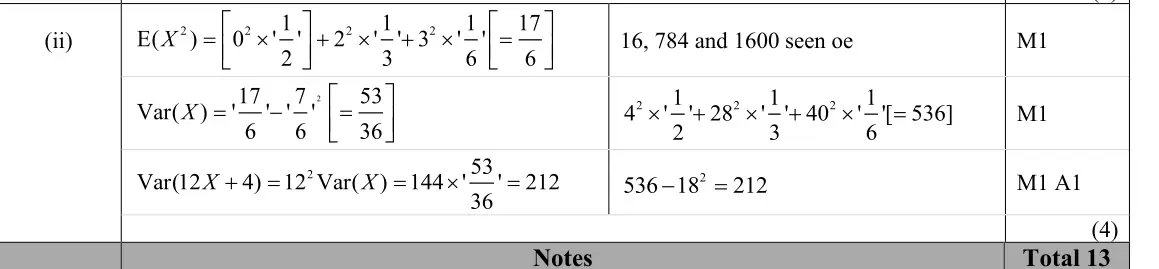 (ii) E(X²) = [0² × '1/2'] + 2² × '1/3' + 3² × '1/6' [= 17/6] 16, 784 and 1600 seen oe M1
Var(X) = '17/6' − '7/6'² [= 53/36] 4² × '1/2' + 28² × '1/3' + 40² × '1/6' [= 536] M1
Var(12X + 4) = 12² Var(X) = 144 × '53/36' = 212 536 − 18² = 212 M1 A1
(4)
Notes Total 13